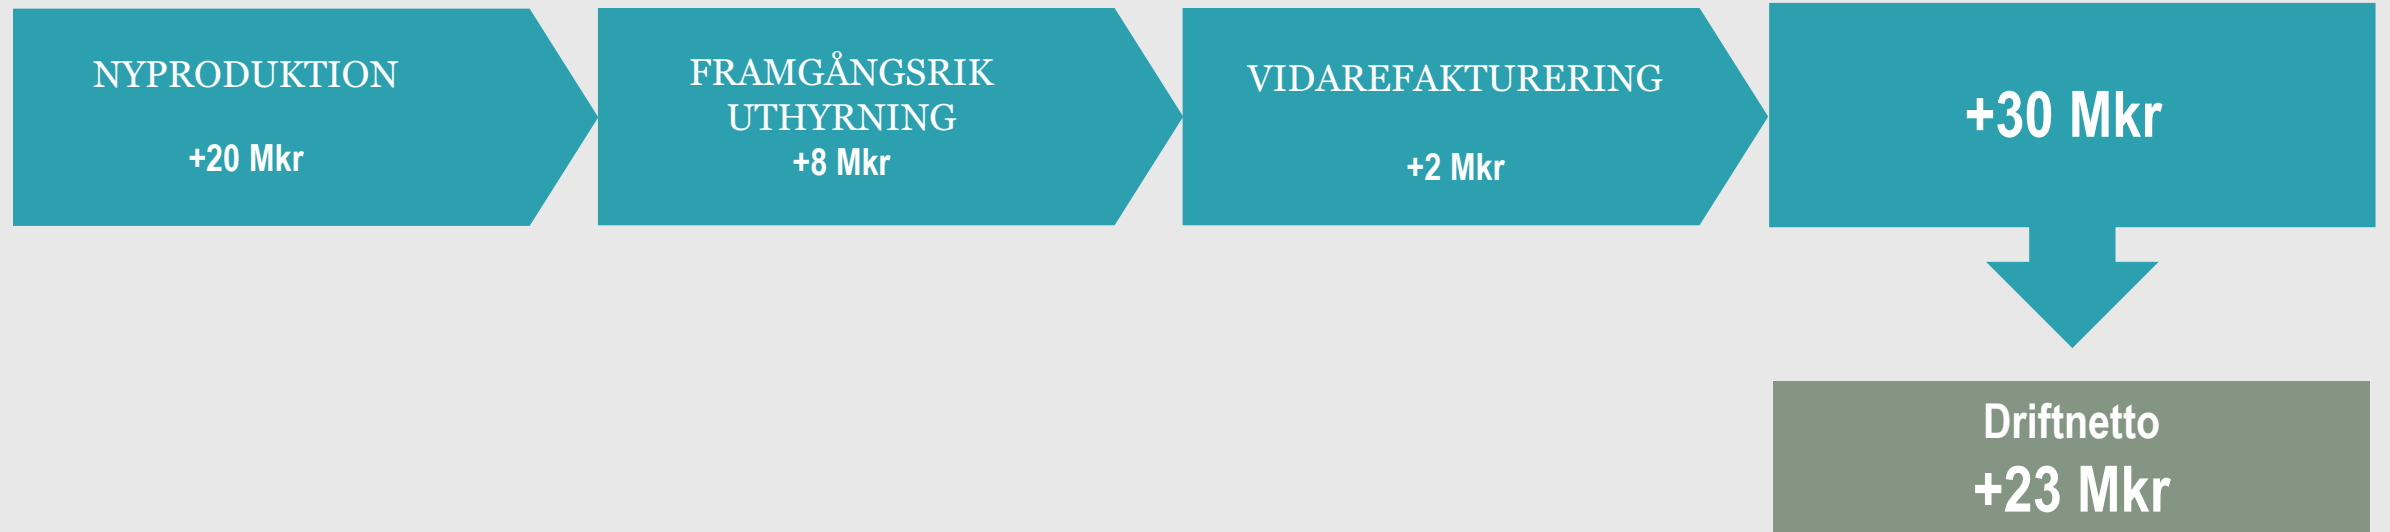 NYPRODUKTION
+20 Mkr
FRAMGÅNGSRIK
UTHYRNING
+8 Mkr
VIDAREFAKTURERING
+2 Mkr
+30 Mkr
Driftnetto
+23 Mkr